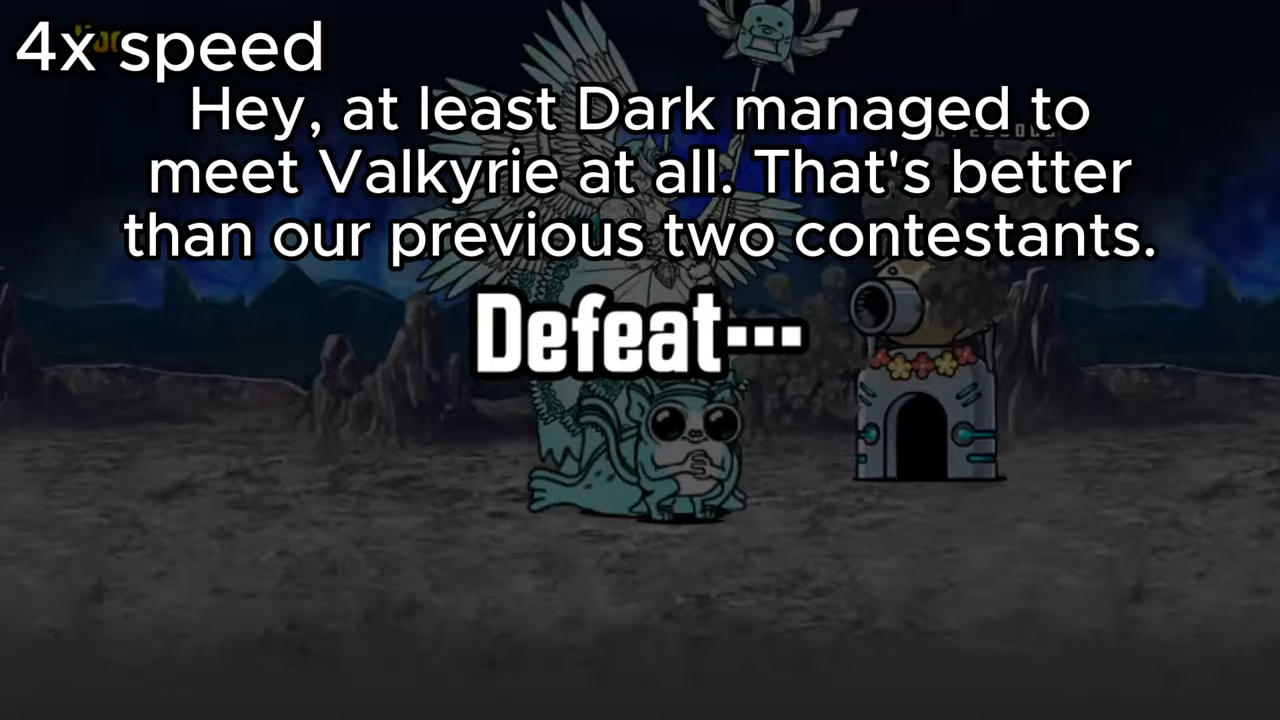 4x speed
Hey, at least Dark managed to
meet Valkyrie at all. That's better
than our previous two contestants.
Defeat...